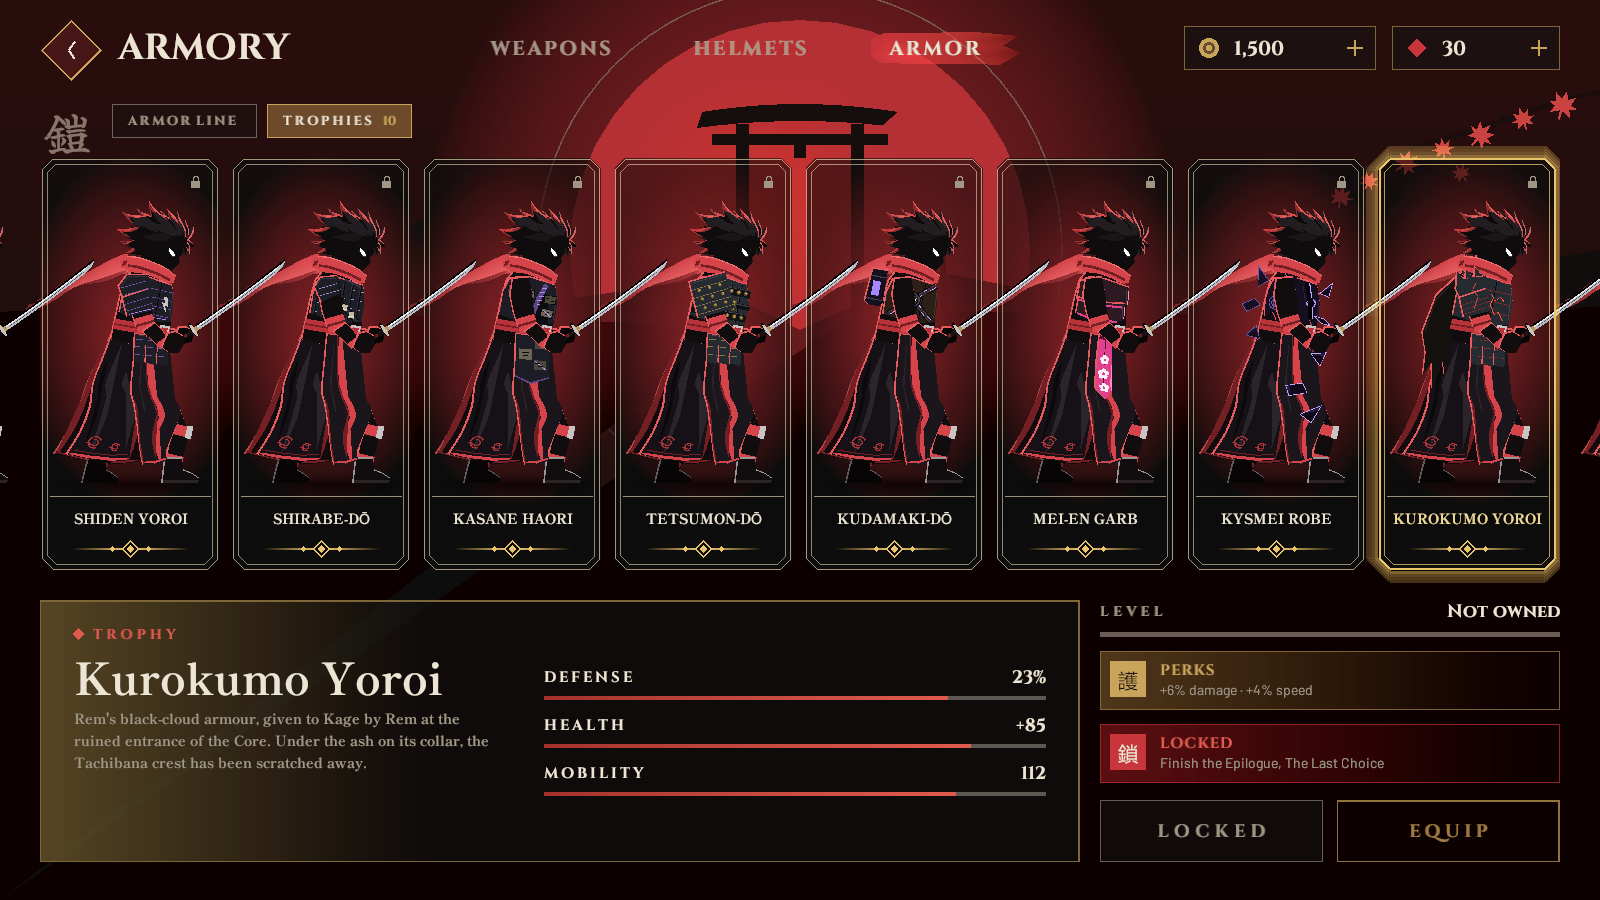 ARMORY
WEAPONS
HELMETS
ARMOR
1,500
30
鎧
ARMOR LINE
TROPHIES 10
SHIDEN YOROI
SHIRABE-DŌ
KASANE HAORI
TETSUMON-DŌ
KUDAMAKI-DŌ
MEI-EN GARB
KYSMEI ROBE
KUROKUMO YOROI
TROPHY
Kurokumo Yoroi
Rem's black-cloud armour, given to Kage by Rem at the
ruined entrance of the Core. Under the ash on its collar, the
Tachibana crest has been scratched away.
DEFENSE 23%
HEALTH +85
MOBILITY 112
LEVEL NOT OWNED
護
PERKS
+6% damage · +4% speed
鎖
LOCKED
Finish the Epilogue, The Last Choice
LOCKED
EQUIP